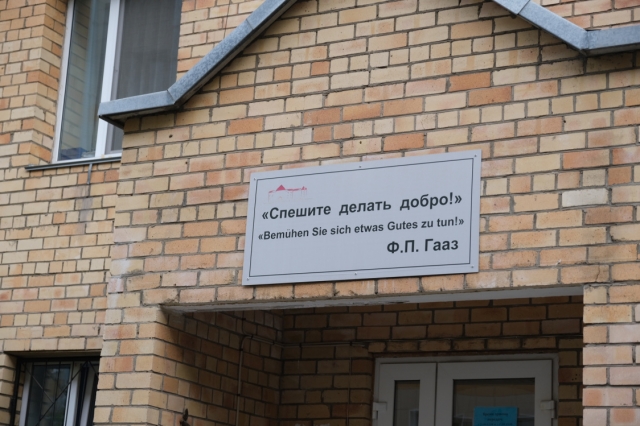 «Спешите делать добро!»
«Bemühen Sie sich etwas Gutes zu tun!»
Ф.П. Гааз